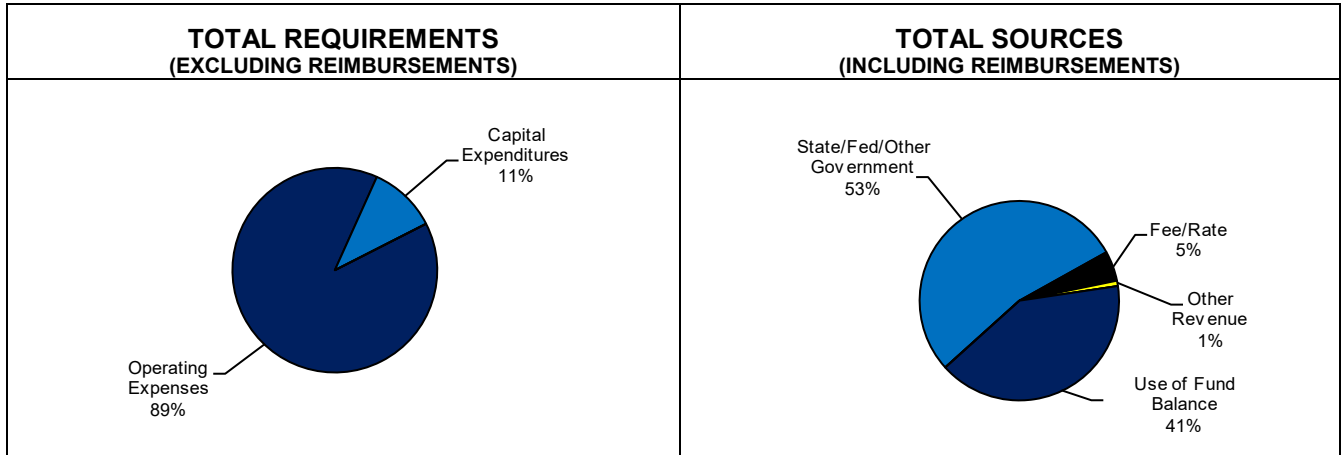 TOTAL REQUIREMENTS
(EXCLUDING REIMBURSEMENTS)
Capital
Expenditures
11%
Operating
Expenses
89%
TOTAL SOURCES
(INCLUDING REIMBURSEMENTS)
State/Fed/Other
Government
53%
Fee/Rate
5%
Other
Revenue
1%
Use of Fund
Balance
41%